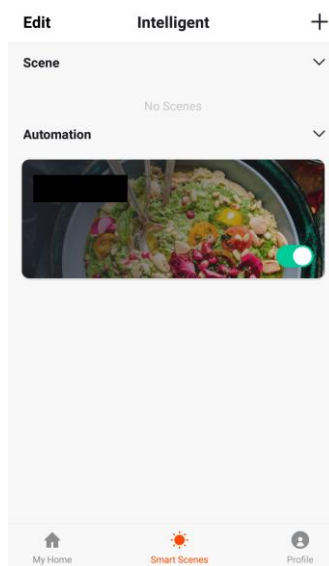 Edit Intelligent +
Scene
No Scenes
Automation
My Home Smart Scenes Profile